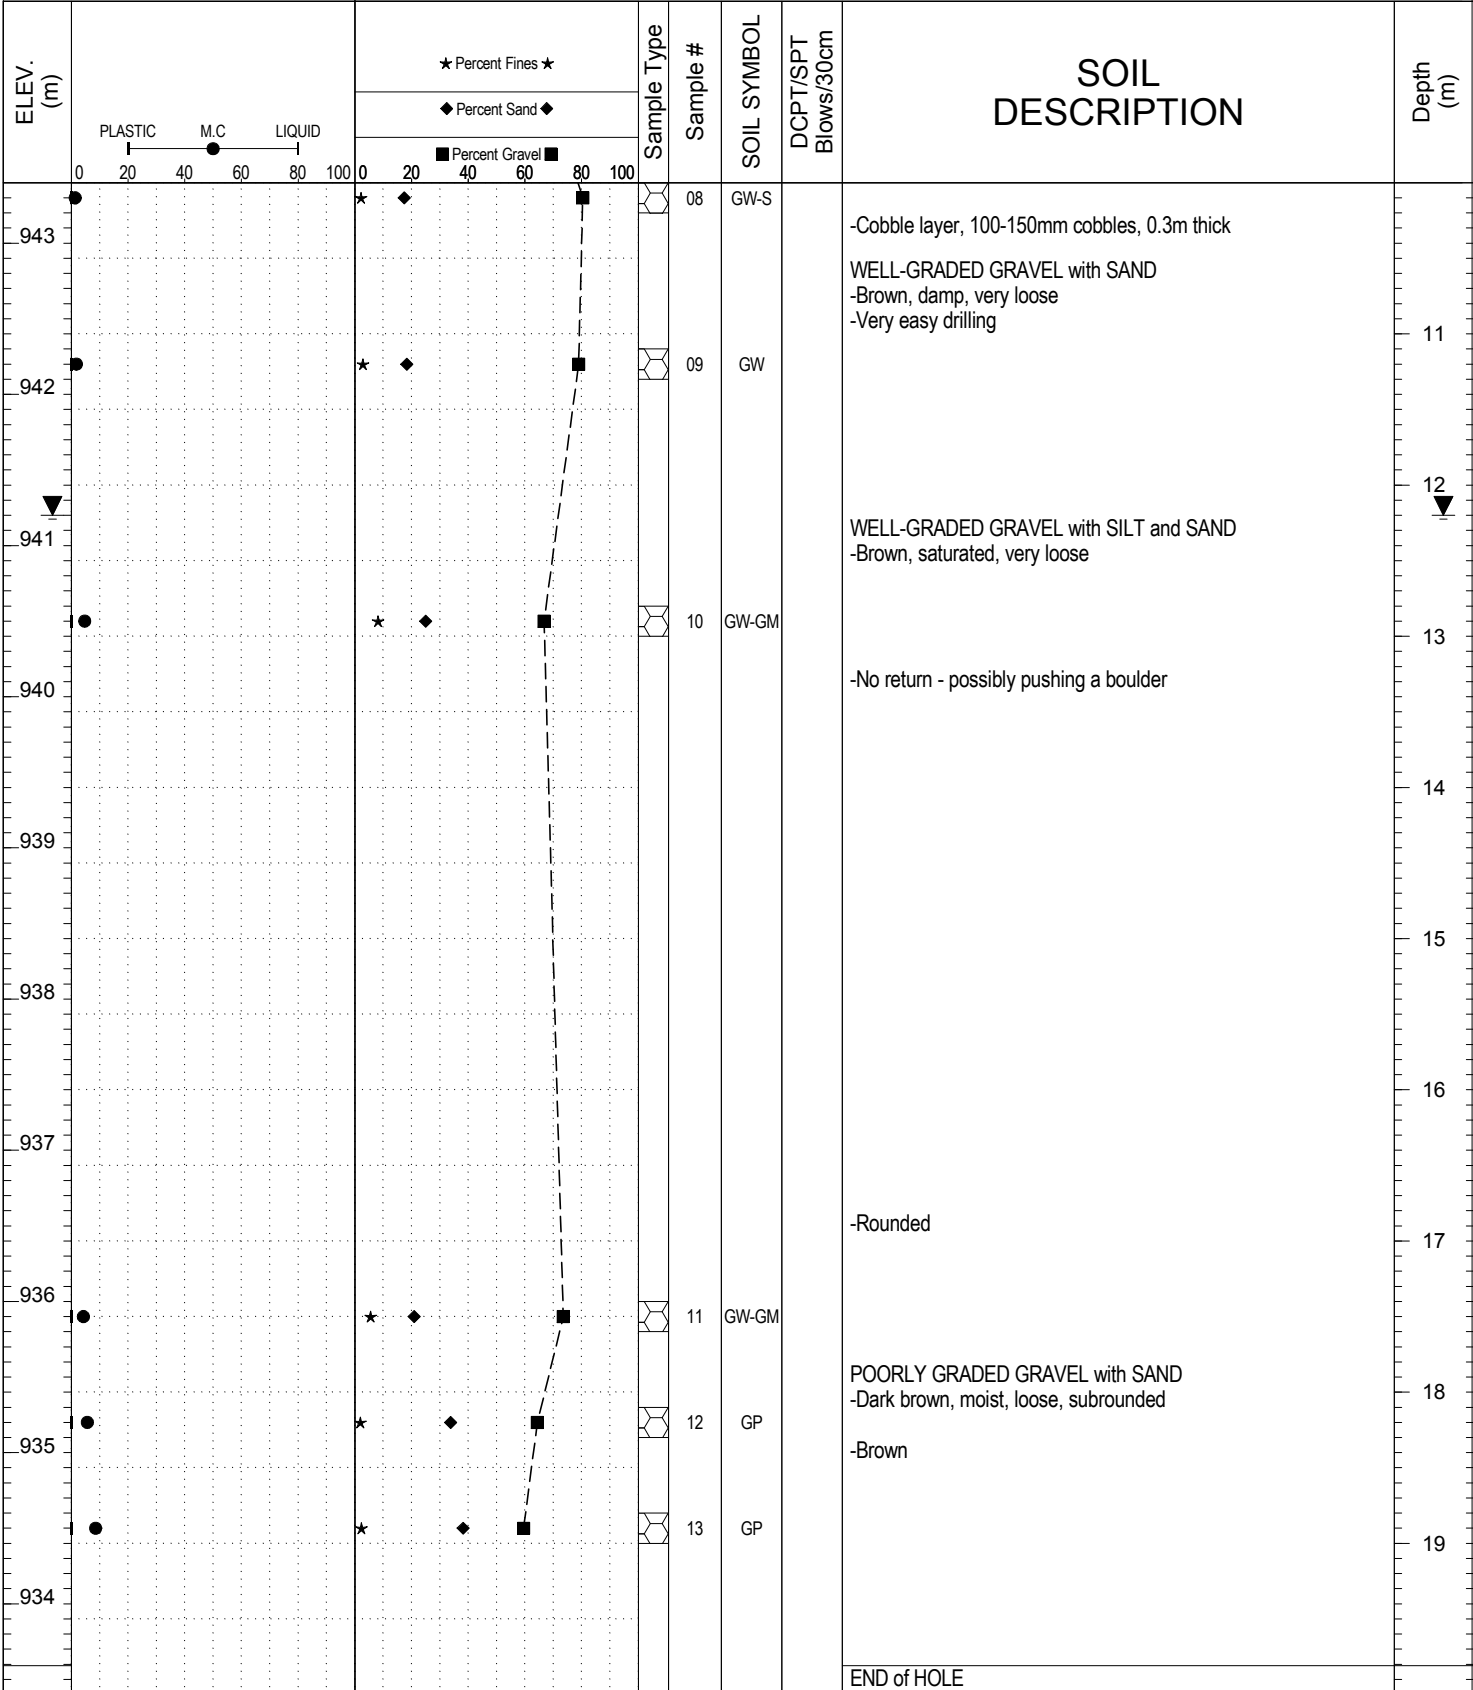 ELEV.
(m)
PLASTIC M.C LIQUID
0 20 40 60 80 100
★ Percent Fines ★
◆ Percent Sand ◆
■ Percent Gravel ■
0 20 40 60 80 100
Sample Type
Sample #
SOIL SYMBOL
DCPT/SPT
Blows/30cm
SOIL
DESCRIPTION
Depth
(m)
08 GW-S
-Cobble layer, 100-150mm cobbles, 0.3m thick
943
WELL-GRADED GRAVEL with SAND
-Brown, damp, very loose
-Very easy drilling
11
09 GW
942
12
WELL-GRADED GRAVEL with SILT and SAND
941
-Brown, saturated, very loose
10 GW-GM
13
-No return - possibly pushing a boulder
940
14
939
15
938
16
937
-Rounded
17
936
11 GW-GM
POORLY GRADED GRAVEL with SAND
-Dark brown, moist, loose, subrounded
18
12 GP
935
-Brown
13 GP
19
934
END of HOLE